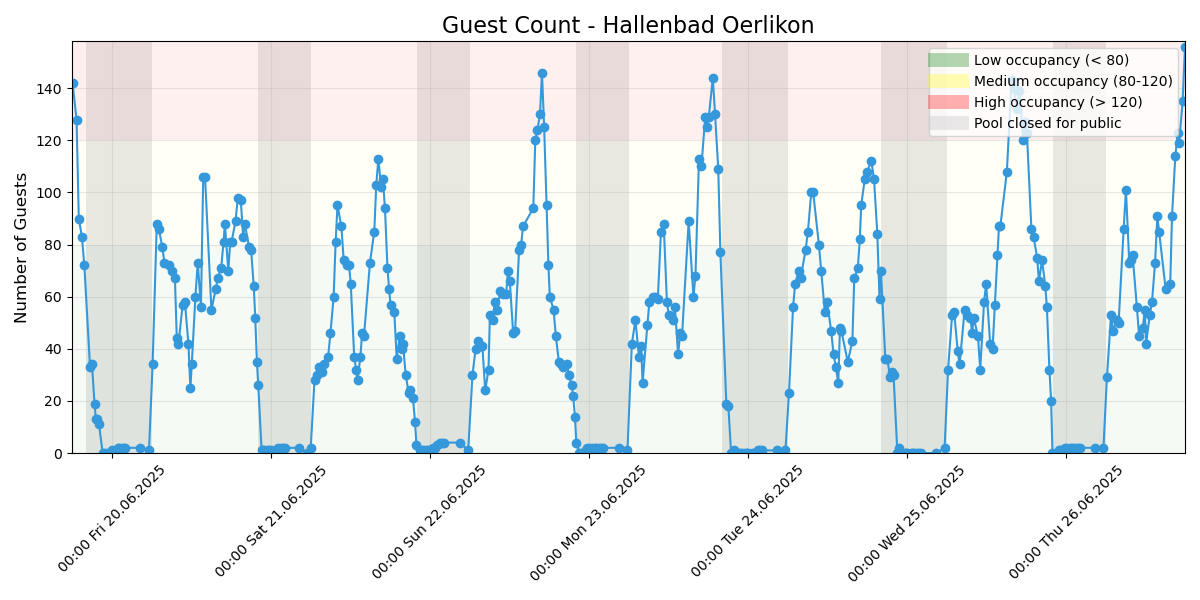 Guest Count - Hallenbad Oerlikon
Low occupancy (< 80)
Medium occupancy (80-120)
High occupancy (> 120)
Pool closed for public
Number of Guests
140
120
100
80
60
40
20
0
00:00 Fri 20.06.2025
00:00 Sat 21.06.2025
00:00 Sun 22.06.2025
00:00 Mon 23.06.2025
00:00 Tue 24.06.2025
00:00 Wed 25.06.2025
00:00 Thu 26.06.2025